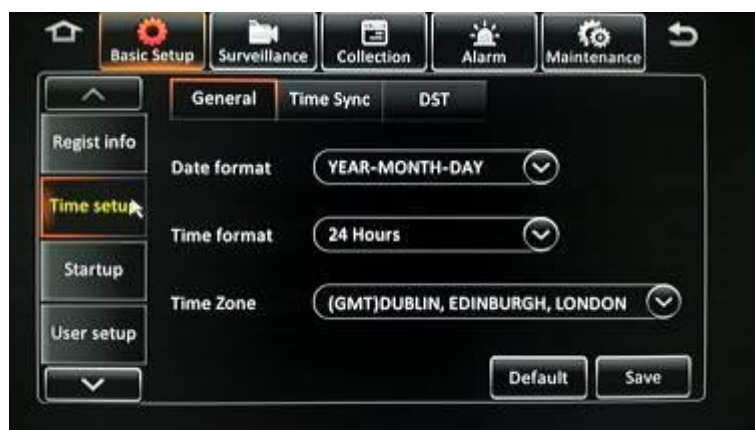 Basic Setup
Surveillance
Collection
Alarm
Maintenance
General
Time Sync
DST
Regist info
Time setup
Startup
User setup
Date format
YEAR-MONTH-DAY
Time format
24 Hours
Time Zone
(GMT)DUBLIN, EDINBURGH, LONDON
Default
Save